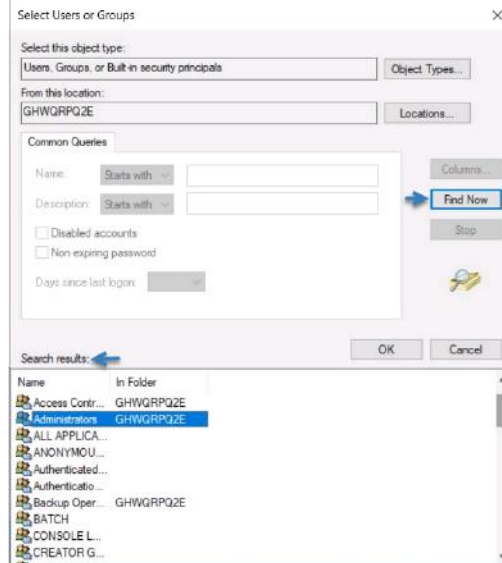 Select Users or Groups
Select this object type:
Users, Groups, or Built-in security principals
Object Types...
From this location:
GHWQRPQ2E
Locations...
Common Queries
Name:
Starts with
Columns...
Description:
Starts with
Find Now
Disabled accounts
Stop
Non expiring password
Days since last logon:
OK
Cancel
Search results:
Name In Folder
Access Contr... GHWQRPQ2E
Administrators GHWQRPQ2E
ALL APPLICA...
ANONYMOU...
Authenticated...
Authenticatio...
Backup Oper... GHWQRPQ2E
BATCH
CONSOLE L...
CREATOR G...